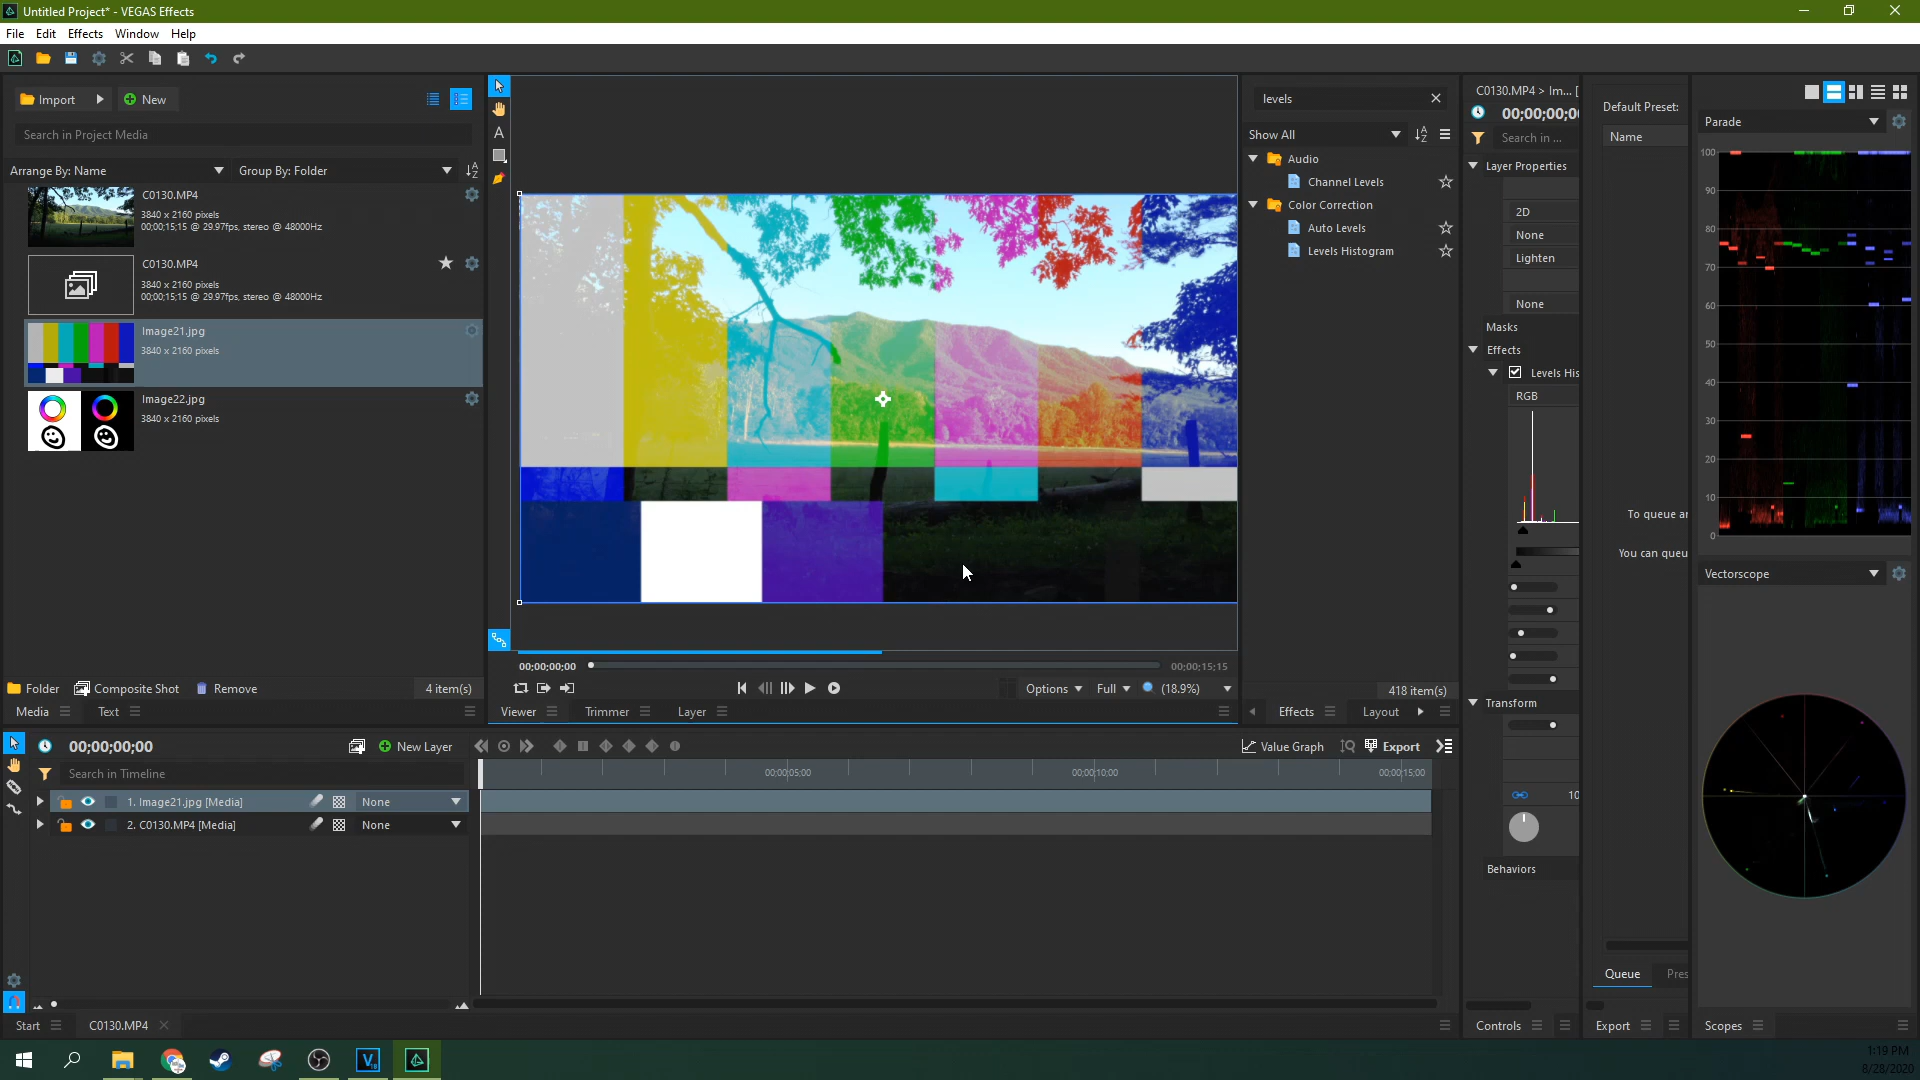 Untitled Project* - VEGAS Effects
File Edit Effects Window Help
Import New
Search in Project Media
Arrange By: Name Group By: Folder
C0130.MP4
3840 x 2160 pixels
00;00;15;15 @ 29.97fps, stereo @ 48000Hz
C0130.MP4
3840 x 2160 pixels
00;00;15;15 @ 29.97fps, stereo @ 48000Hz
Image21.jpg
3840 x 2160 pixels
Image22.jpg
3840 x 2160 pixels
Folder Composite Shot Remove 4 item(s)
Media Text
A
00;00;00;00 00;00;15;15
Options Full (18.9%)
Viewer Trimmer Layer
levels
Show All
Audio
Channel Levels
Color Correction
Auto Levels
Levels Histogram
418 item(s)
Effects Layout
C0130.MP4 > Im... [
00;00;00;0
Search in ...
Layer Properties
2D
None
Lighten
None
Masks
Effects
Levels His
RGB
Transform
10
Behaviors
Controls
Default Preset:
Name
To queue ar
You can queu
Queue Pres
Export
Parade
100
90
80
70
60
50
40
30
20
10
0
Vectorscope
Scopes
00;00;00;00 New Layer Value Graph Export
Search in Timeline
00;00;05;00 00;00;10;00 00;00;15;00
1. Image21.jpg [Media] None
2. C0130.MP4 [Media] None
Start C0130.MP4
1:19 PM
8/28/2020